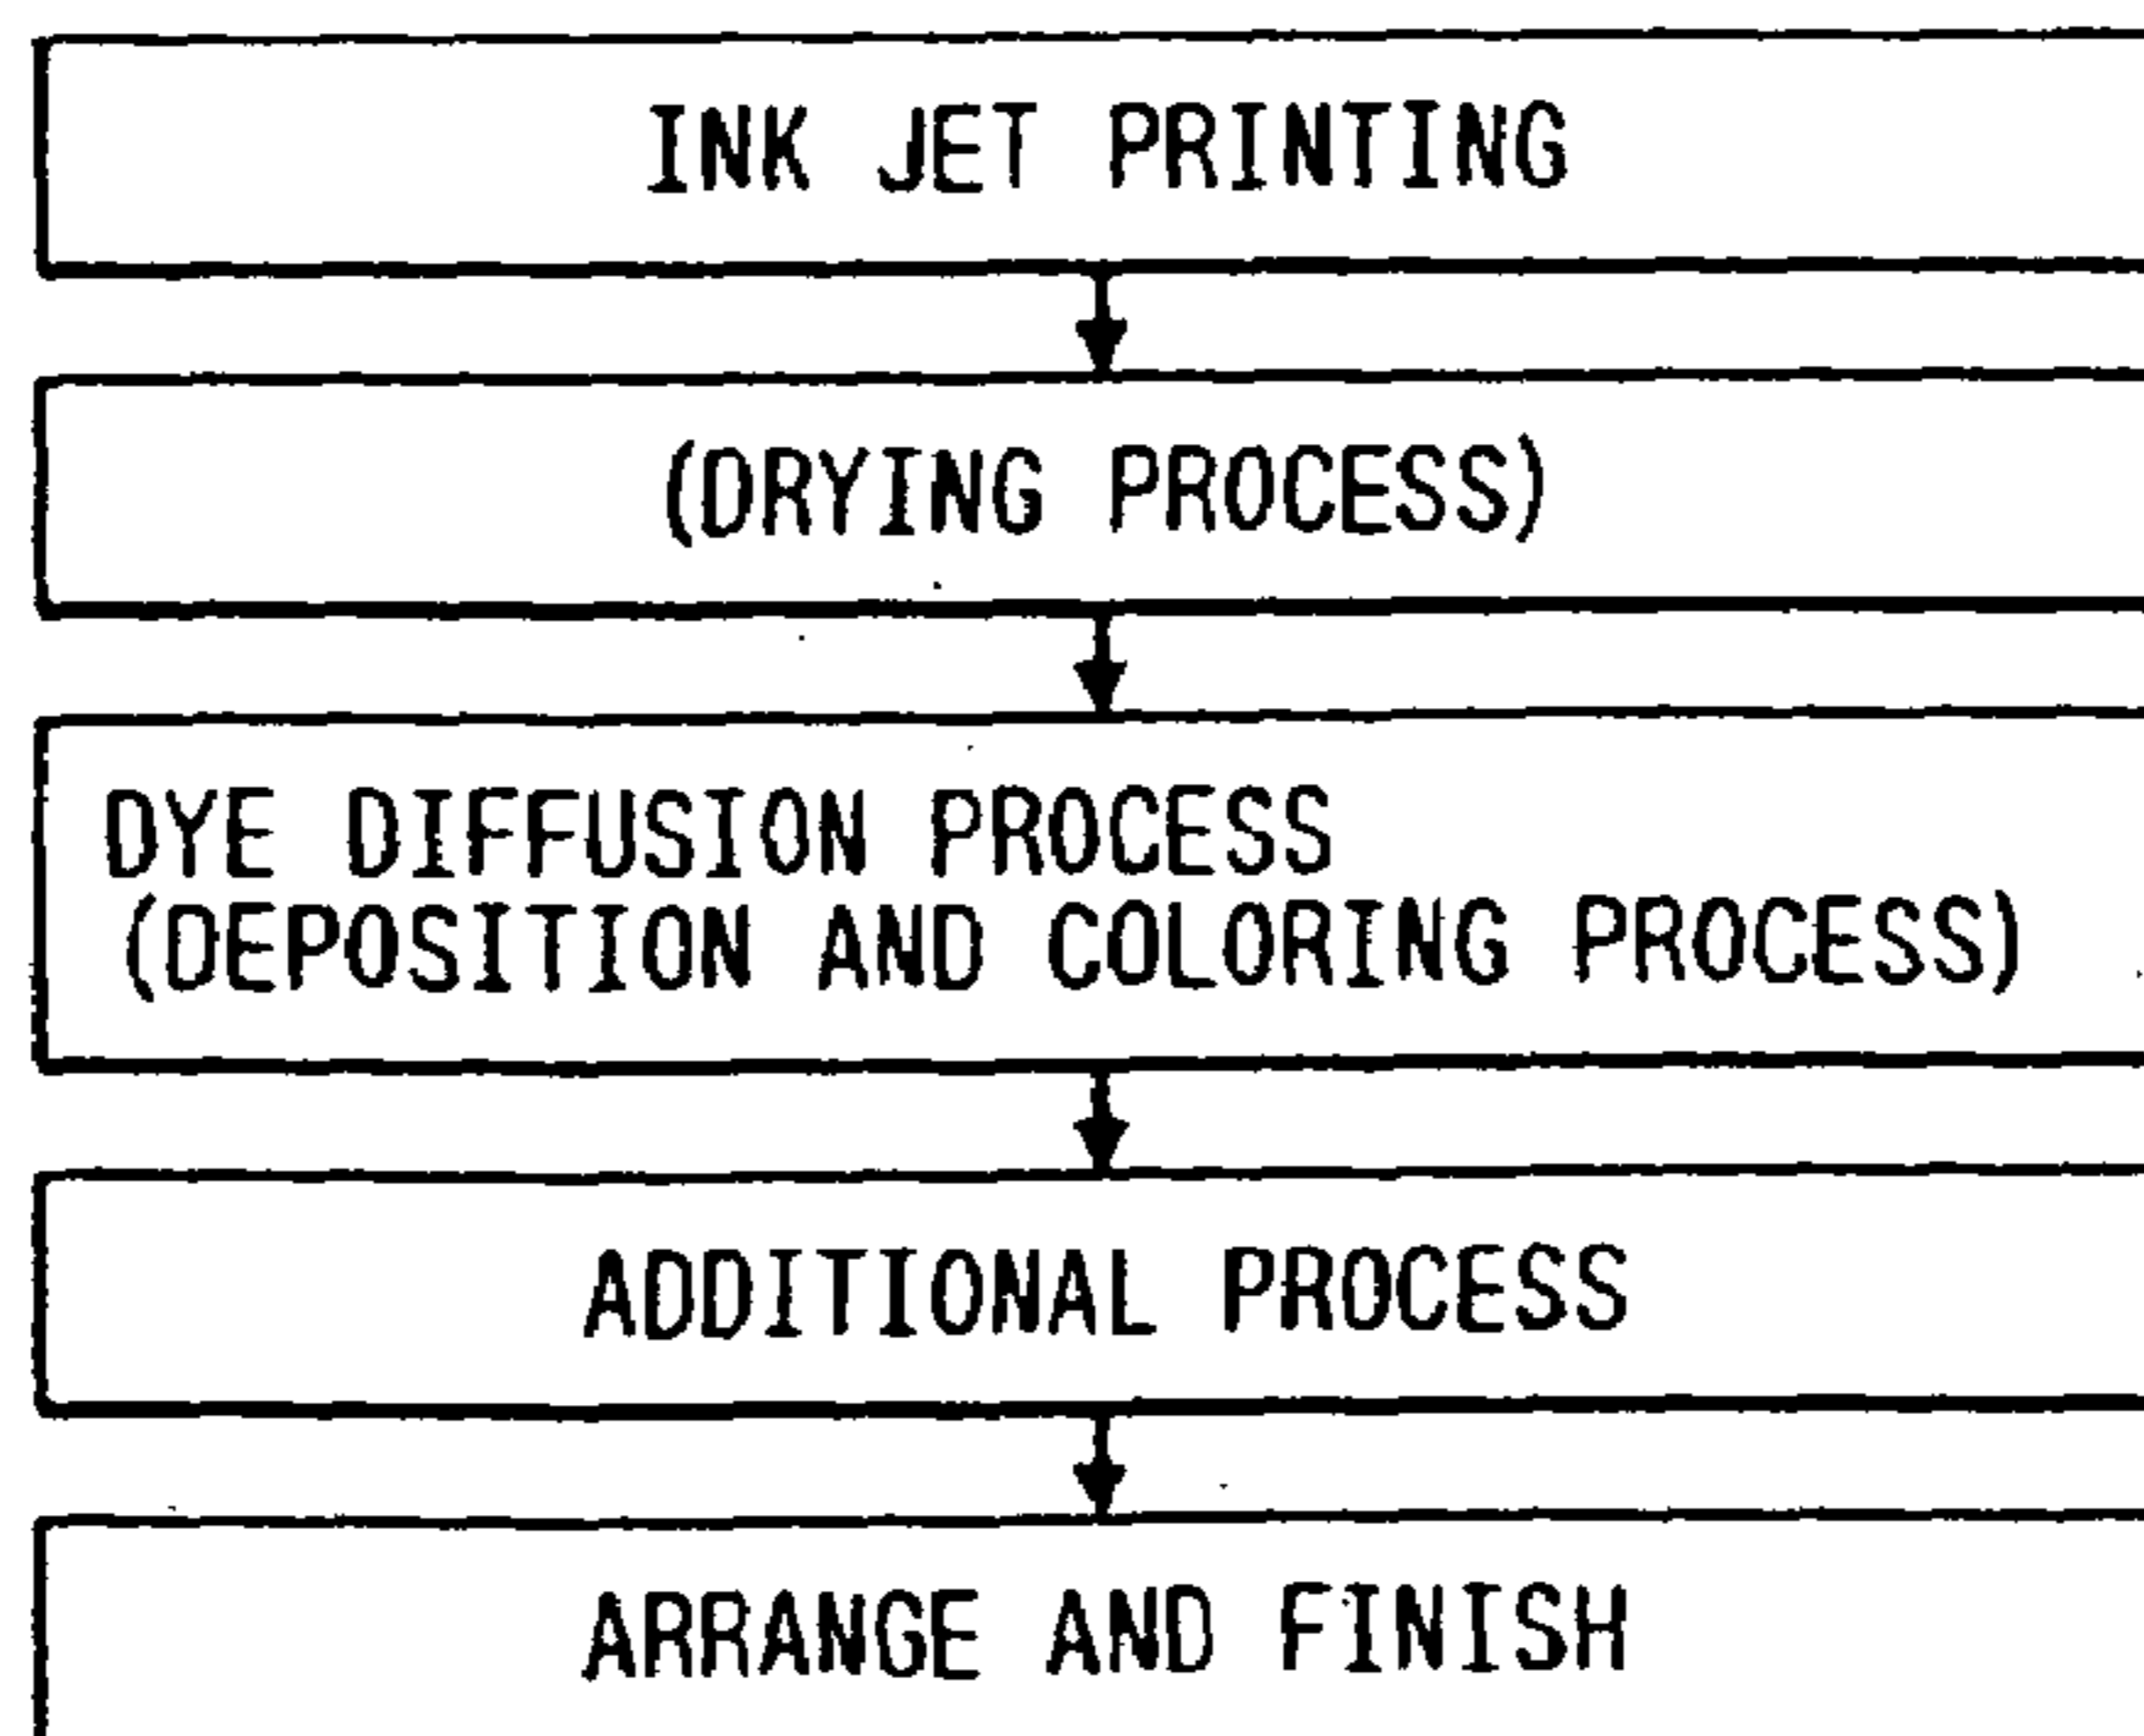 INK JET PRINTING
(DRYING PROCESS)
DYE DIFFUSION PROCESS
(DEPOSITION AND COLORING PROCESS)
ADDITIONAL PROCESS
ARRANGE AND FINISH